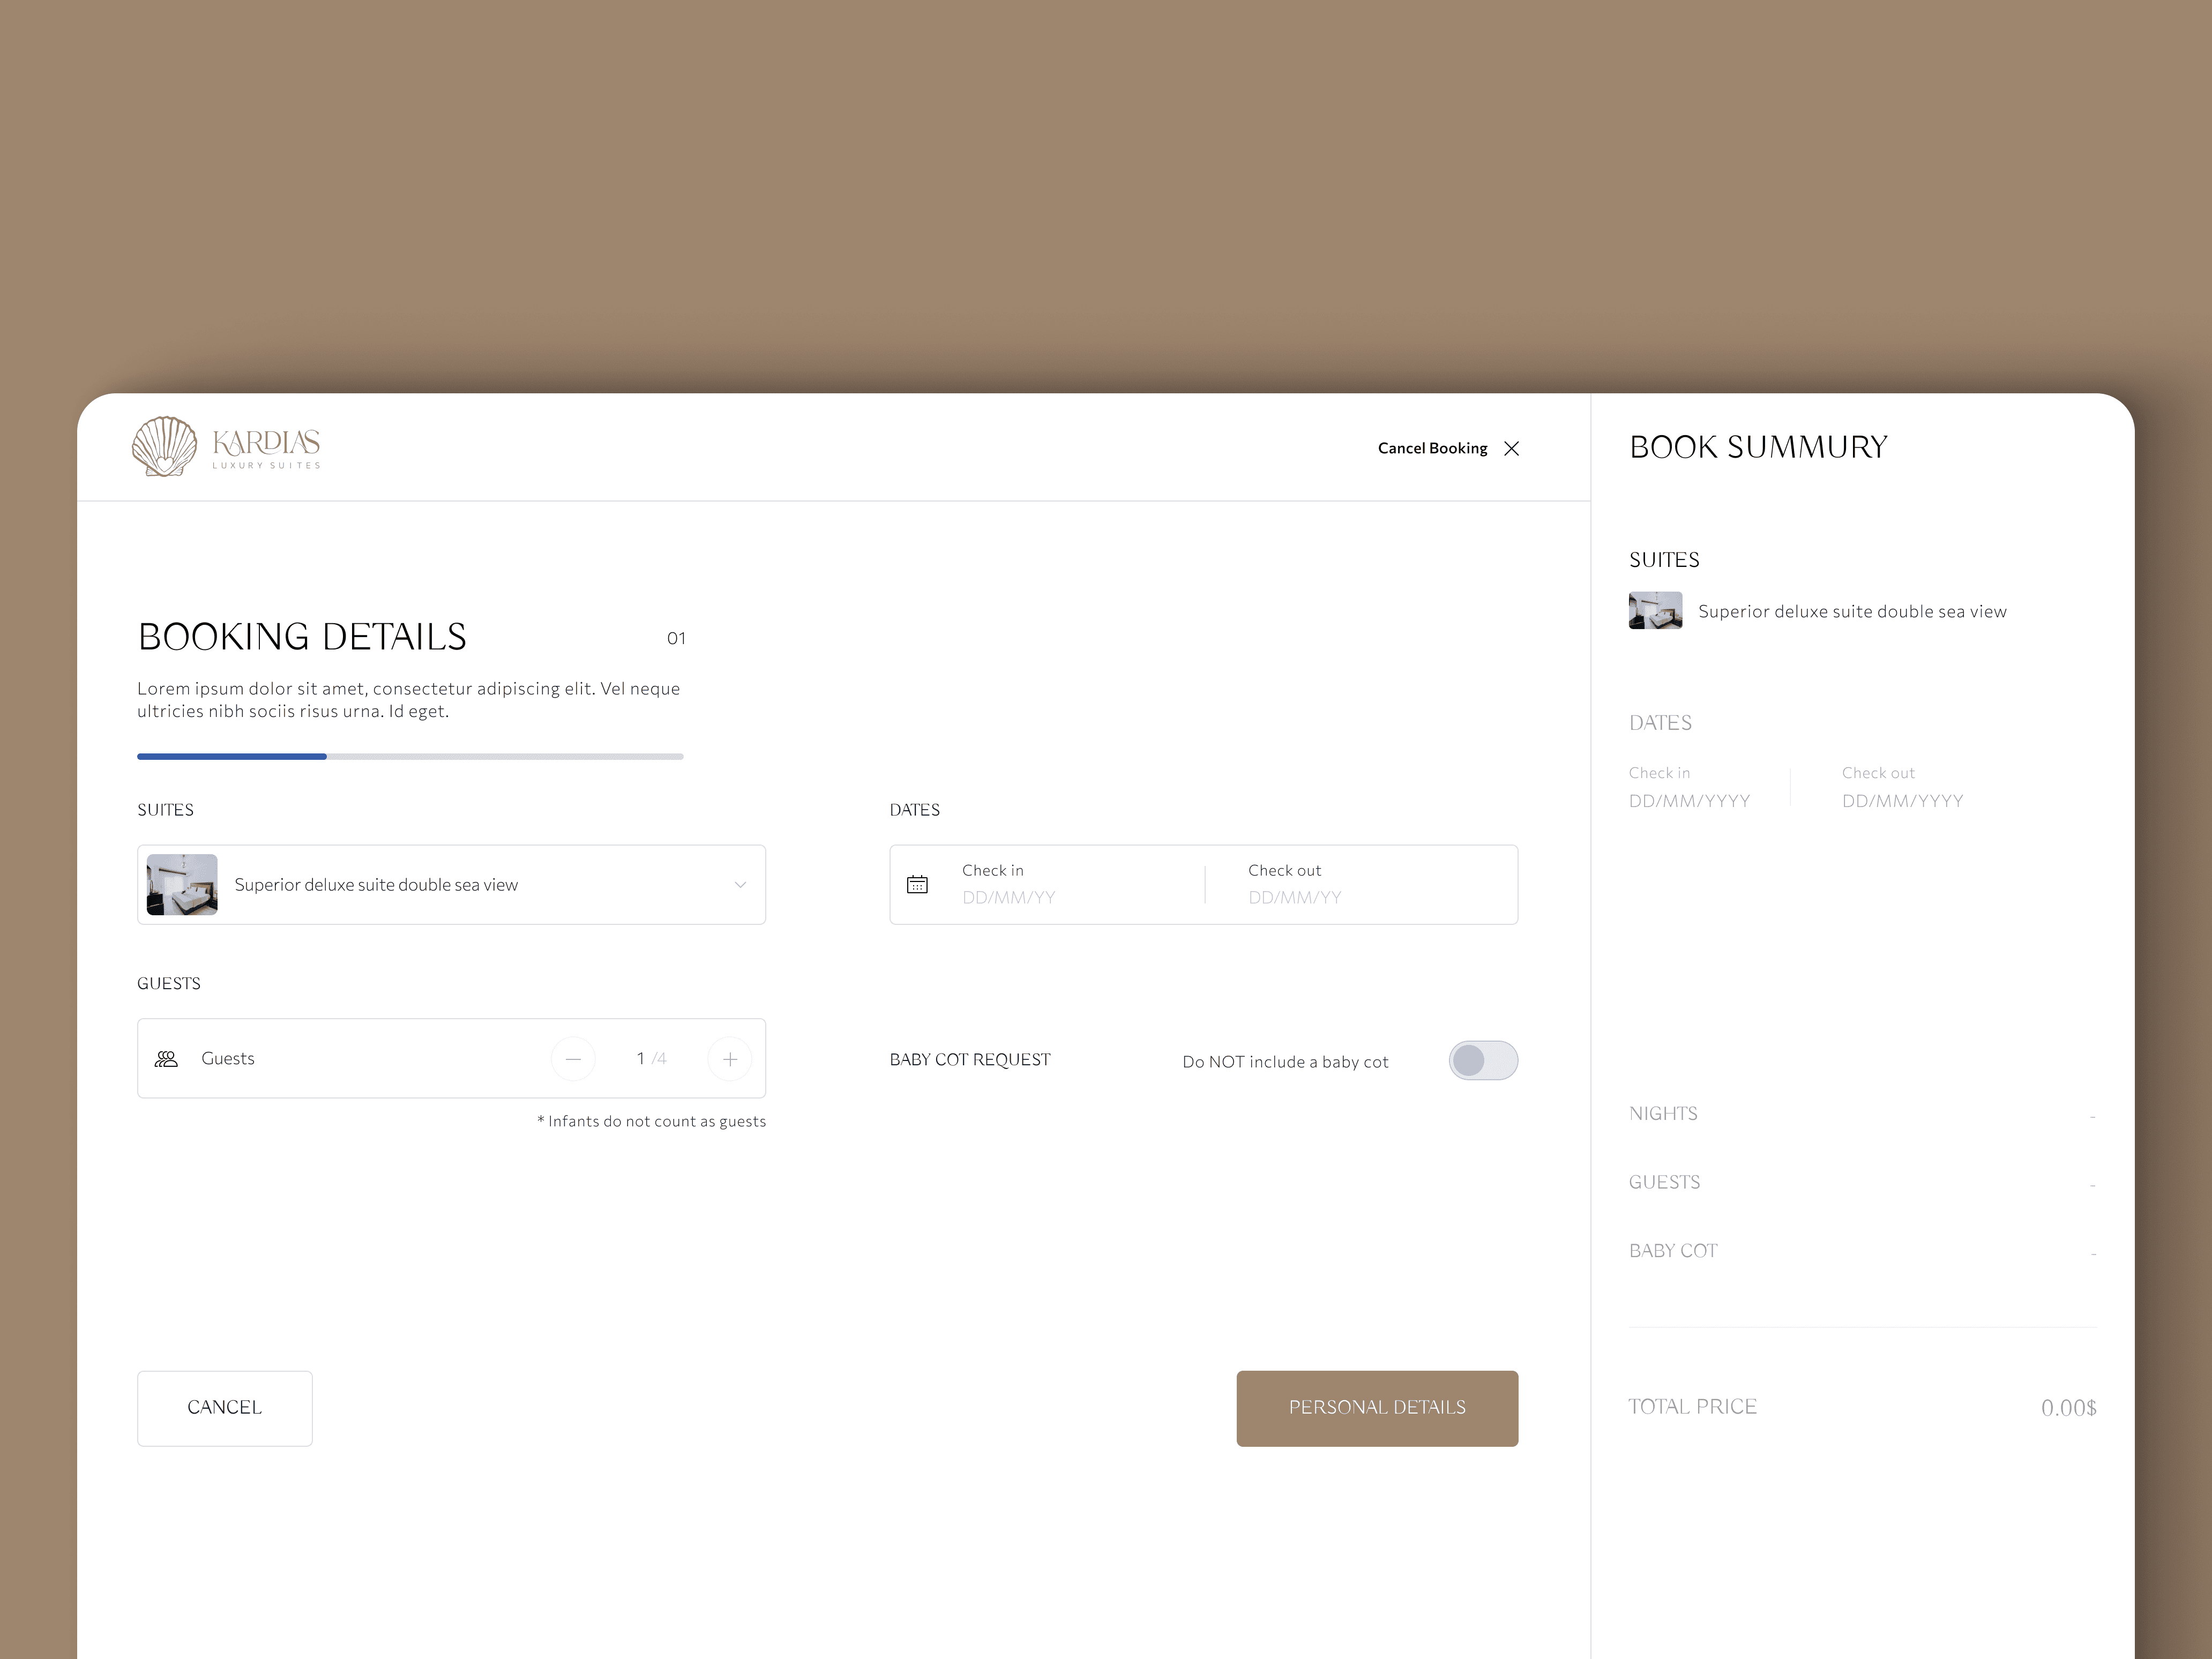 KARDIAS
LUXURY SUITES
Cancel Booking
BOOKING DETAILS
01
Lorem ipsum dolor sit amet, consectetur adipiscing elit. Vel neque
ultricies nibh sociis risus urna. Id eget.
SUITES
Superior deluxe suite double sea view
DATES
Check in
DD/MM/YY
Check out
DD/MM/YY
GUESTS
Guests
1 /4
* Infants do not count as guests
BABY COT REQUEST
Do NOT include a baby cot
CANCEL
PERSONAL DETAILS
BOOK SUMMURY
SUITES
Superior deluxe suite double sea view
DATES
Check in
DD/MM/YYYY
Check out
DD/MM/YYYY
NIGHTS -
GUESTS -
BABY COT -
TOTAL PRICE 0.00$